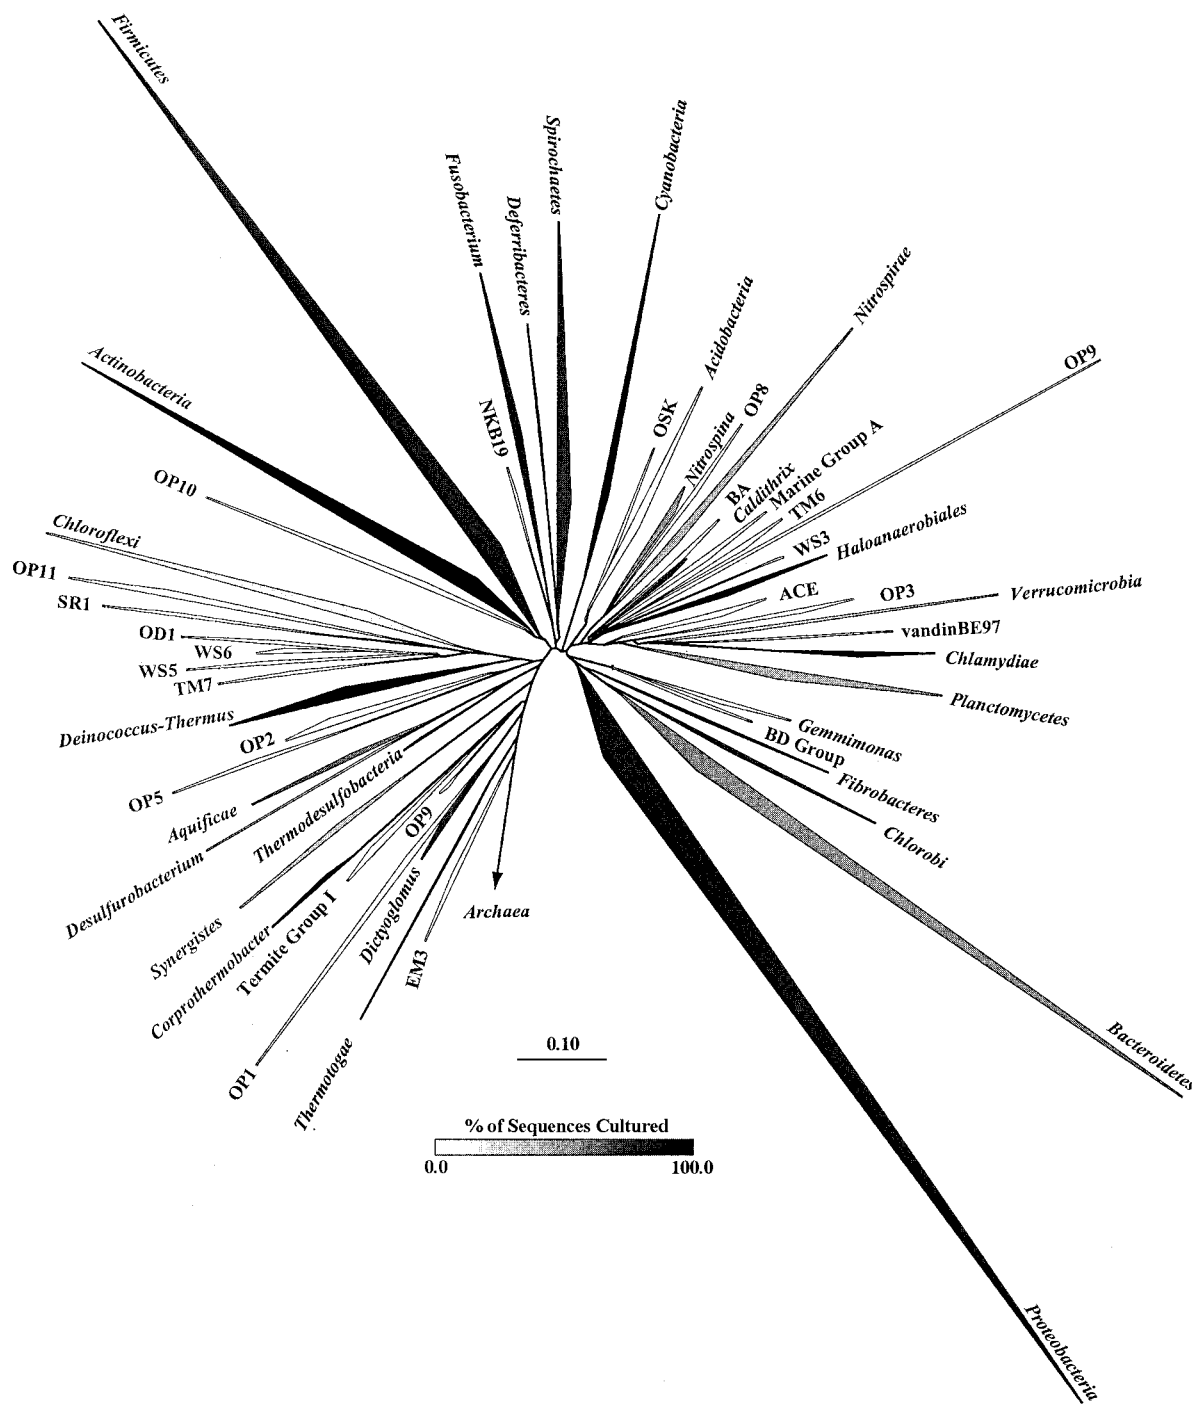 Firmicutes
Fusobacterium
Deferribacteres
Spirochaetes
Cyanobacteria
Acidobacteria
Nitrospirae
OP9
Actinobacteria
NKB19
OSK
Nitrospina
OP8
BA
Caldithrix
Marine Group A
TM6
OP10
Chloroflexi
WS3
Haloanaerobiales
OP11
SR1
ACE
OP3
Verrucomicrobia
OD1
WS6
vandinBE97
WS5
TM7
Chlamydiae
Deinococcus-Thermus
Planctomycetes
OP2
Gemmimonas
BD Group
OP5
Fibrobacteres
Aquificae
Thermodesulfobacteria
OP9
Chlorobi
Desulfurobacterium
Synergistes
Corprothermobacter
Termite Group I
Dictyoglomus
Archaea
EM3
OP1
Thermotogae
Bacteroidetes
0.10
% of Sequences Cultured
0.0 100.0
Proteobacteria